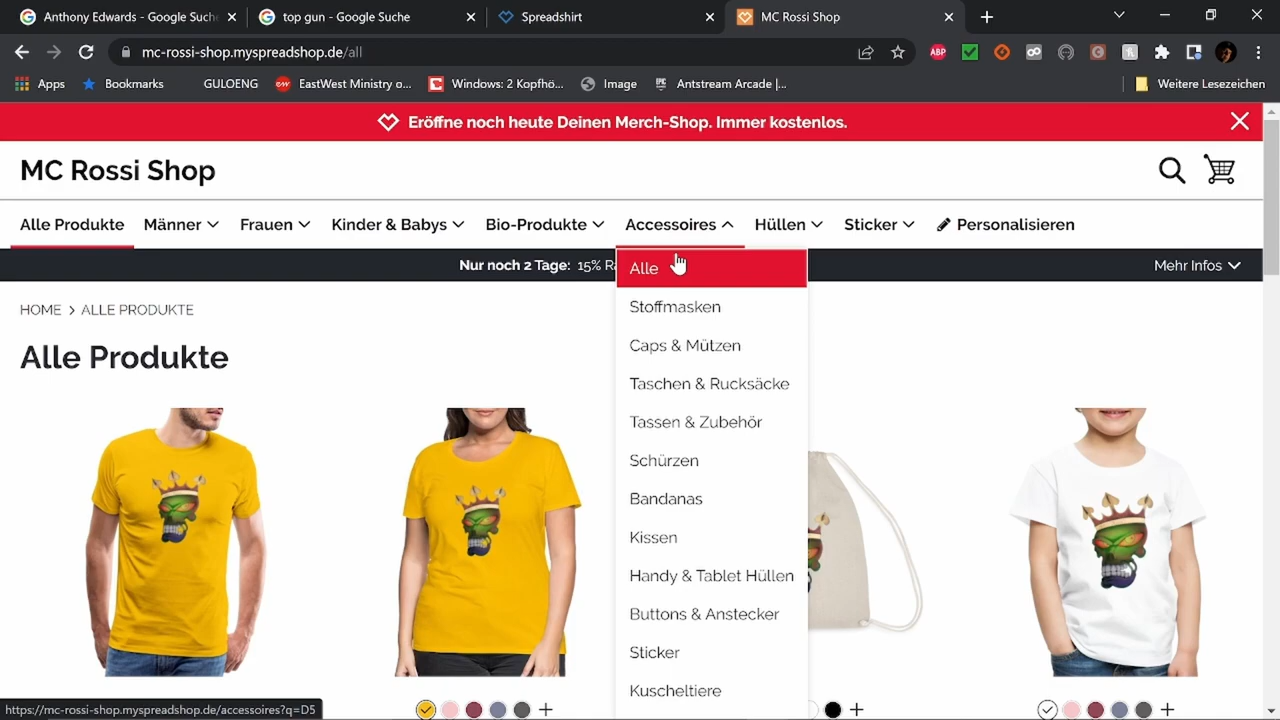 Anthony Edwards - Google Suche
top gun - Google Suche
Spreadshirt
MC Rossi Shop
mc-rossi-shop.myspreadshop.de/all
ABP
Apps
Bookmarks
GULOENG
EastWest Ministry o...
Windows: 2 Kopfhö...
Image
Antstream Arcade |...
Weitere Lesezeichen
Eröffne noch heute Deinen Merch-Shop. Immer kostenlos.
MC Rossi Shop
Alle Produkte
Männer
Frauen
Kinder & Babys
Bio-Produkte
Accessoires
Hüllen
Sticker
Personalisieren
Nur noch 2 Tage: 15% Ra
Mehr Infos
Alle
Stoffmasken
Caps & Mützen
Taschen & Rucksäcke
Tassen & Zubehör
Schürzen
Bandanas
Kissen
Handy & Tablet Hüllen
Buttons & Anstecker
Sticker
Kuscheltiere
HOME > ALLE PRODUKTE
Alle Produkte
https://mc-rossi-shop.myspreadshop.de/accessoires?q=D5